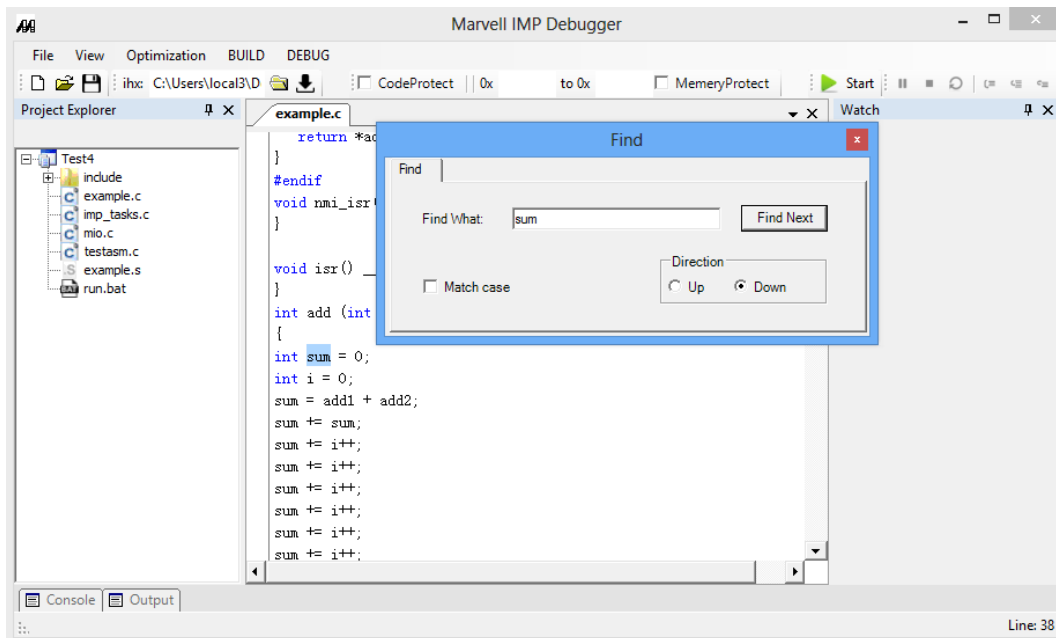 Marvell IMP Debugger
File View Optimization BUILD DEBUG
ihx: C:\Users\local3\D CodeProtect 0x to 0x MemeryProtect Start
Project Explorer
example.c
Watch
Test4
include
example.c
imp_tasks.c
mio.c
testasm.c
example.s
run.bat
return *ad
}
#endif
void nmi_isr(
}
void isr() __
}
int add (int
{
int sum = 0;
int i = 0;
sum = add1 + add2;
sum += sum;
sum += i++;
sum += i++;
sum += i++;
sum += i++;
sum += i++;
sum += i++;
Find
Find
Find What: sum Find Next
Match case
Direction
Up Down
Console Output
Line: 38